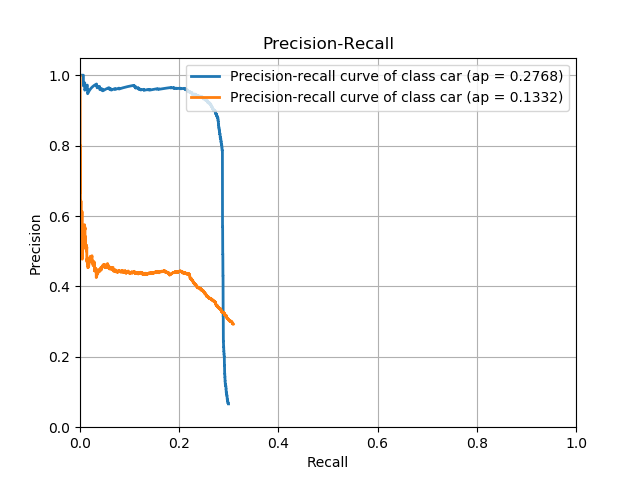 Precision-Recall
Precision-recall curve of class car (ap = 0.2768)
Precision-recall curve of class car (ap = 0.1332)
1.0
0.8
0.6
0.4
0.2
0.0
Precision
0.0 0.2 0.4 0.6 0.8 1.0
Recall